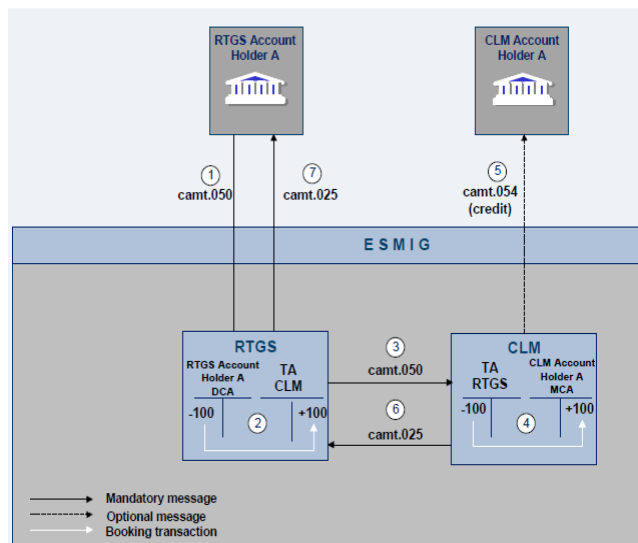 RTGS Account
Holder A
CLM Account
Holder A
1
camt.050
7
camt.025
5
camt.054
(credit)
ESMIG
RTGS
RTGS Account
Holder A
DCA
TA
CLM
-100
+100
2
3
camt.050
6
camt.025
CLM
TA
RTGS
CLM Account
Holder A
MCA
-100
+100
4
Mandatory message
Optional message
Booking transaction